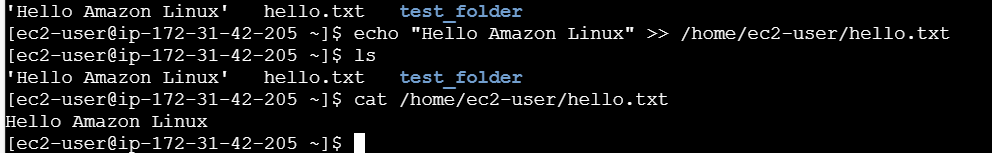 'Hello Amazon Linux'   hello.txt   test_folder
[ec2-user@ip-172-31-42-205 ~]$ echo "Hello Amazon Linux" >> /home/ec2-user/hello.txt
[ec2-user@ip-172-31-42-205 ~]$ ls
'Hello Amazon Linux'   hello.txt   test_folder
[ec2-user@ip-172-31-42-205 ~]$ cat /home/ec2-user/hello.txt
Hello Amazon Linux
[ec2-user@ip-172-31-42-205 ~]$